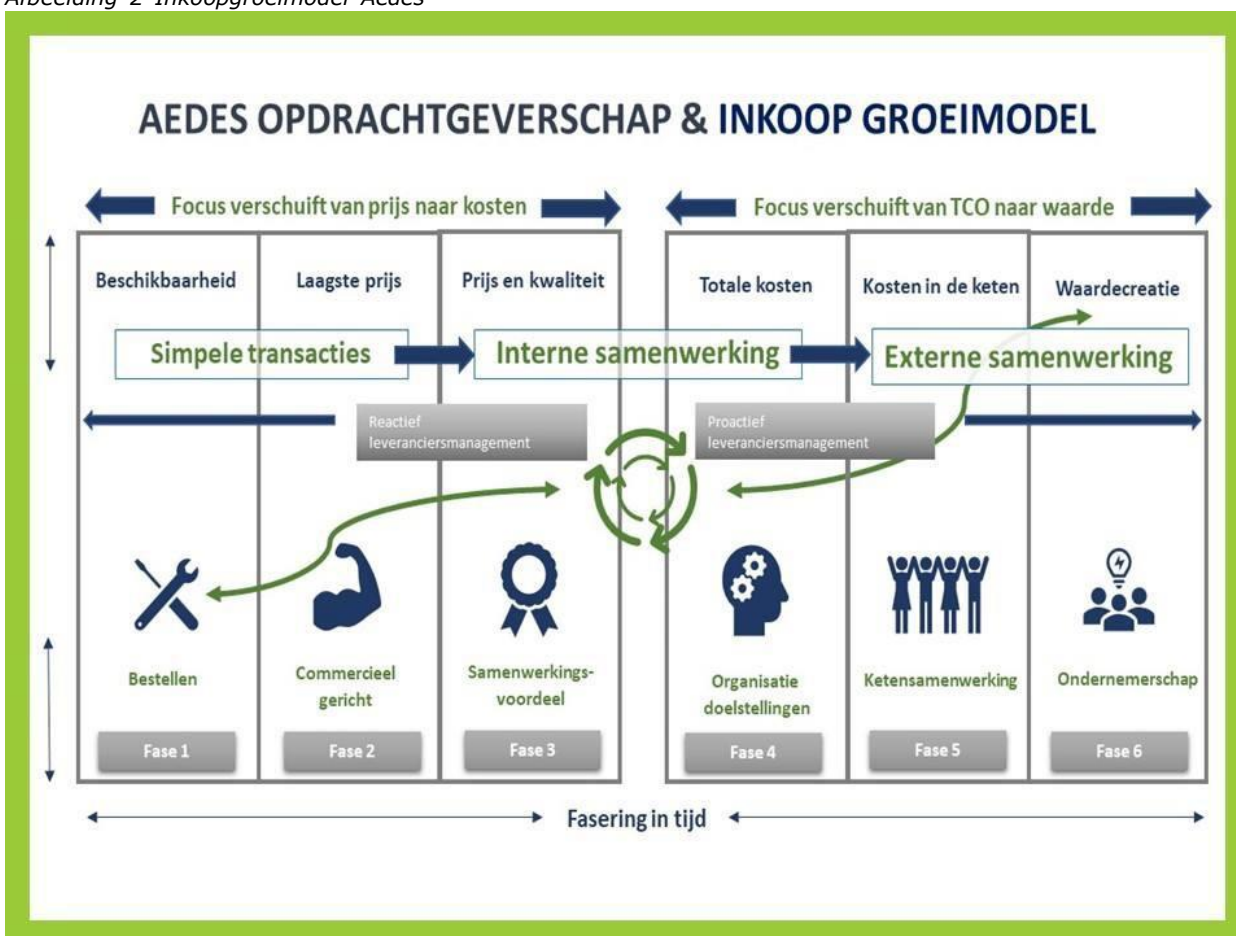 Afbeelding 2 Inkoopgroeimodel Aedes
AEDES OPDRACHTGEVERSCHAP & INKOOP GROEIMODEL
Focus verschuift van prijs naar kosten
Focus verschuift van TCO naar waarde
Beschikbaarheid
Laagste prijs
Prijs en kwaliteit
Totale kosten
Kosten in de keten
Waardecreatie
Simpele transacties
Interne samenwerking
Externe samenwerking
Reactief
leveranciersmanagement
Proactief
leveranciersmanagement
Bestellen
Commercieel
gericht
Samenwerkings-
voordeel
Organisatie
doelstellingen
Ketensamenwerking
Ondernemerschap
Fase 1
Fase 2
Fase 3
Fase 4
Fase 5
Fase 6
Fasering in tijd